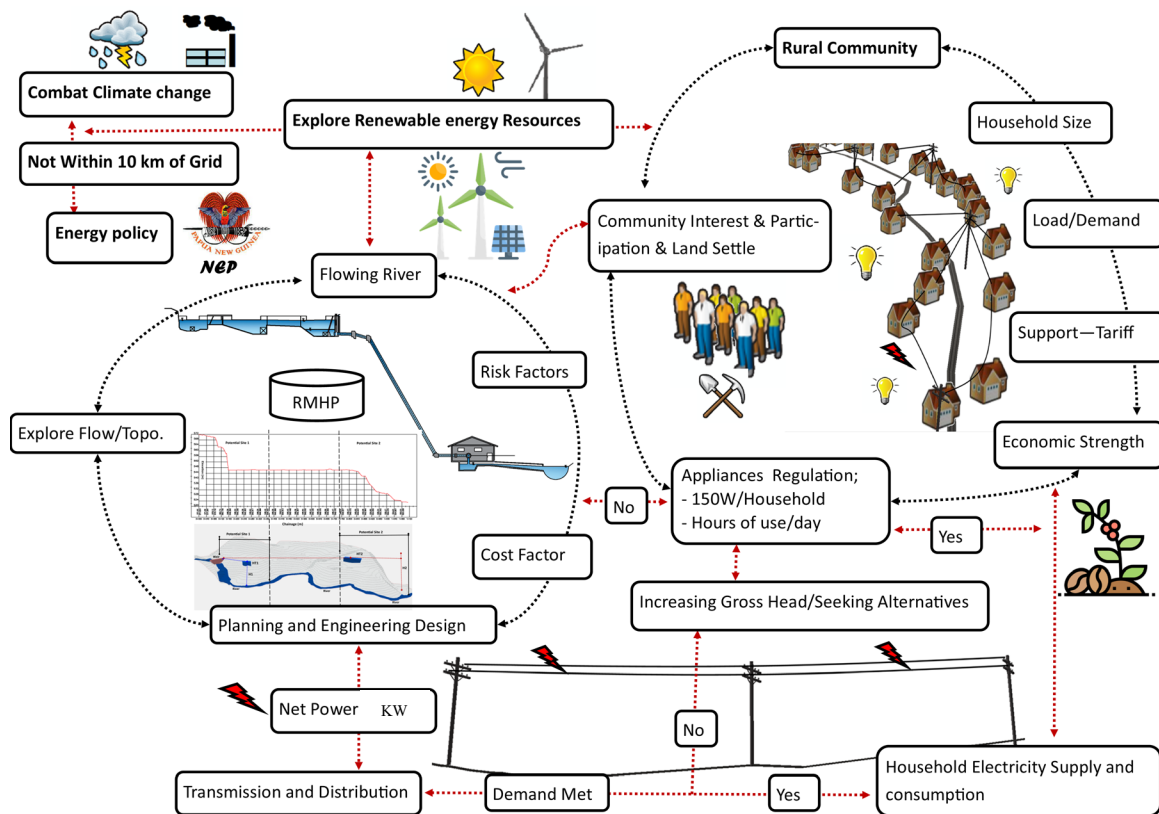 Rural Community
Combat Climate change
Explore Renewable energy Resources
Household Size
Not Within 10 km of Grid
Energy policy
PAPUA NEW GUINEA
NEP
Community Interest & Partic-
ipation & Land Settle
Load/Demand
Flowing River
Support—Tariff
Risk Factors
RMHP
Explore Flow/Topo.
Economic Strength
Potential Site 1
Potential Site 2
Chainage (m)
Appliances Regulation;
- 150W/Household
- Hours of use/day
No
Yes
Potential Site 1
Potential Site 2
Cost Factor
Increasing Gross Head/Seeking Alternatives
Planning and Engineering Design
Net Power KW
No
Household Electricity Supply and
consumption
Transmission and Distribution
Demand Met
Yes